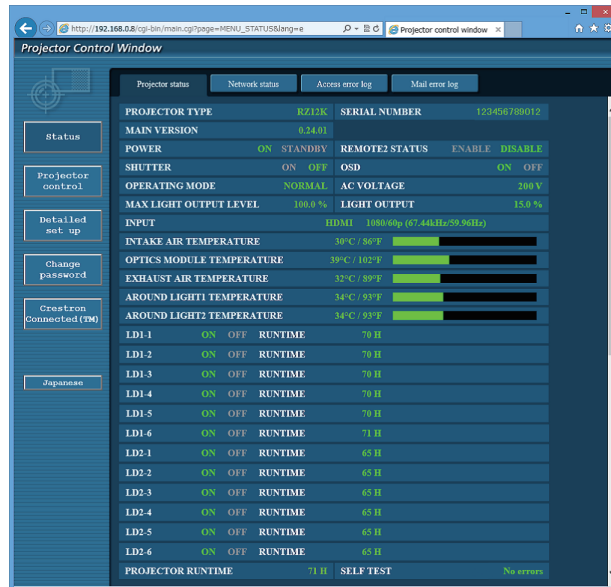 http://192.168.0.8/cgi-bin/main.cgi?page=MENU_STATUS&lang=e
Projector control window
Projector Control Window
Projector status Network status Access error log Mail error log
Status
Projector control
Detailed set up
Change password
Crestron Connected(TM)
Japanese
PROJECTOR TYPE RZ12K SERIAL NUMBER 123456789012
MAIN VERSION 0.24.01
POWER ON STANDBY REMOTE2 STATUS ENABLE DISABLE
SHUTTER ON OFF OSD ON OFF
OPERATING MODE NORMAL AC VOLTAGE 200 V
MAX LIGHT OUTPUT LEVEL 100.0 % LIGHT OUTPUT 15.0 %
INPUT HDMI 1080/60p (67.44kHz/59.96Hz)
INTAKE AIR TEMPERATURE 30°C / 86°F
OPTICS MODULE TEMPERATURE 39°C / 102°F
EXHAUST AIR TEMPERATURE 32°C / 89°F
AROUND LIGHT1 TEMPERATURE 34°C / 93°F
AROUND LIGHT2 TEMPERATURE 34°C / 93°F
LD1-1 ON OFF RUNTIME 70 H
LD1-2 ON OFF RUNTIME 70 H
LD1-3 ON OFF RUNTIME 70 H
LD1-4 ON OFF RUNTIME 70 H
LD1-5 ON OFF RUNTIME 70 H
LD1-6 ON OFF RUNTIME 71 H
LD2-1 ON OFF RUNTIME 65 H
LD2-2 ON OFF RUNTIME 65 H
LD2-3 ON OFF RUNTIME 65 H
LD2-4 ON OFF RUNTIME 65 H
LD2-5 ON OFF RUNTIME 65 H
LD2-6 ON OFF RUNTIME 65 H
PROJECTOR RUNTIME 71 H SELF TEST No errors